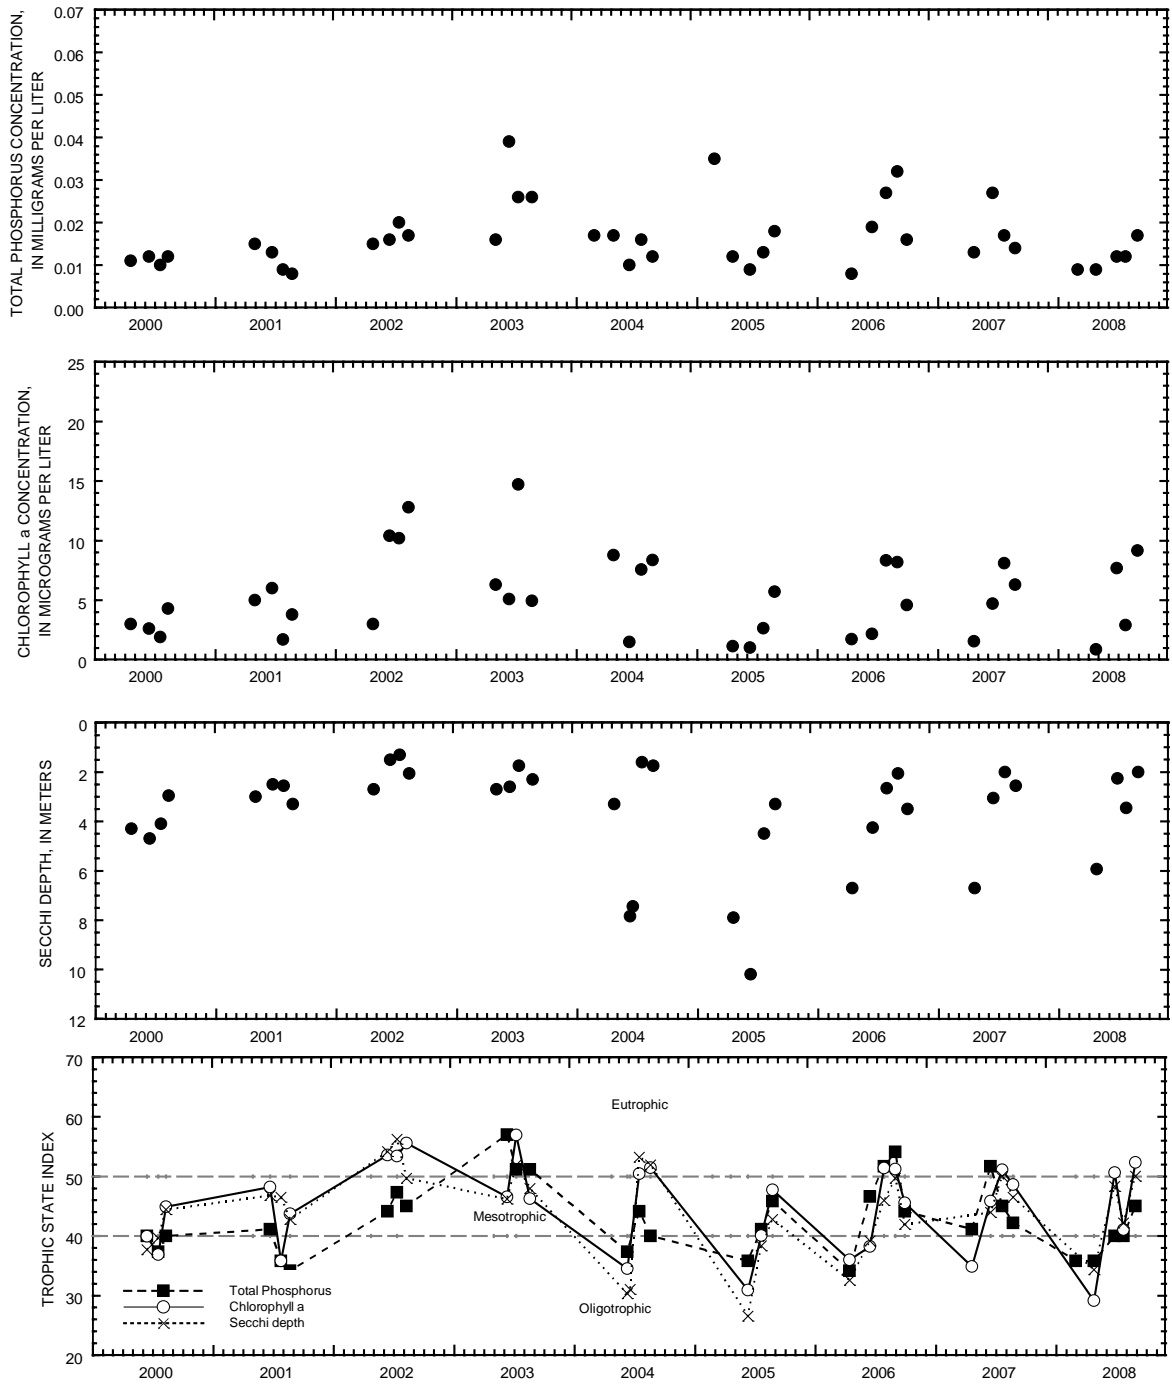 TOTAL PHOSPHORUS CONCENTRATION,
IN MILLIGRAMS PER LITER
0.07
0.06
0.05
0.04
0.03
0.02
0.01
0.00
2000 2001 2002 2003 2004 2005 2006 2007 2008
CHLOROPHYLL a CONCENTRATION,
IN MICROGRAMS PER LITER
25
20
15
10
5
0
2000 2001 2002 2003 2004 2005 2006 2007 2008
SECCHI DEPTH, IN METERS
0
2
4
6
8
10
12
2000 2001 2002 2003 2004 2005 2006 2007 2008
TROPHIC STATE INDEX
70
60
50
40
30
20
Eutrophic
Mesotrophic
Oligotrophic
Total Phosphorus
Chlorophyll a
Secchi depth
2000 2001 2002 2003 2004 2005 2006 2007 2008